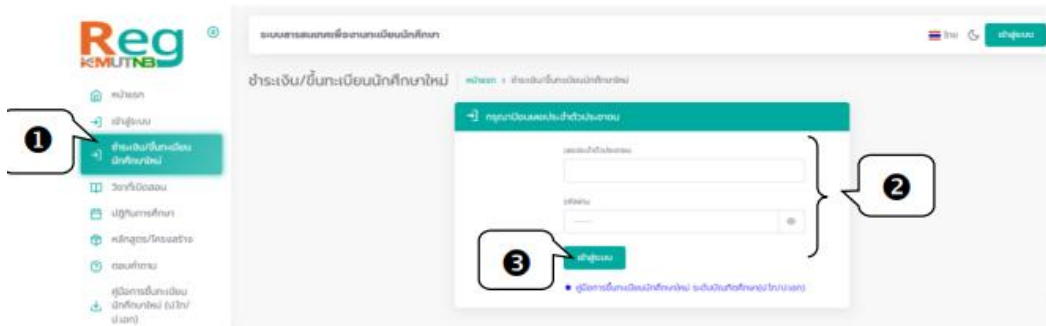 Reg
KMUTNB
ระบบสารสนเทศเพื่องานทะเบียนนักศึกษา
ไทย
เข้าสู่ระบบ
ชำระเงิน/ขึ้นทะเบียนนักศึกษาใหม่
หน้าแรก › ชำระเงิน/ขึ้นทะเบียนนักศึกษาใหม่
หน้าแรก
เข้าสู่ระบบ
❶
ชำระเงิน/ขึ้นทะเบียน
นักศึกษาใหม่
วิชาที่เปิดสอน
ปฏิทินการศึกษา
หลักสูตร/โครงสร้าง
ตอบคำถาม
คู่มือการขึ้นทะเบียน
นักศึกษาใหม่ (ป.โท/
ป.เอก)
กรุณาป้อนเลขประจำตัวประชาชน
เลขประจำตัวประชาชน
รหัสผ่าน
❷
❸
เข้าสู่ระบบ
คู่มือการขึ้นทะเบียนนักศึกษาใหม่ ระดับบัณฑิตศึกษา(ป.โท/ป.เอก)